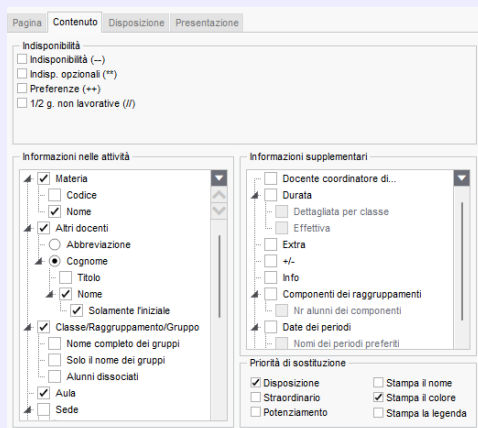 Pagina Contenuto Disposizione Presentazione
Indisponibilità
Indisponibilità (--)
Indisp. opzionali (**)
Preferenze (++)
1/2 g. non lavorative (//)
Informazioni nelle attività
Materia
Codice
Nome
Altri docenti
Abbreviazione
Cognome
Titolo
Nome
Solamente l'iniziale
Classe/Raggruppamento/Gruppo
Nome completo dei gruppi
Solo il nome dei gruppi
Alunni dissociati
Aula
Sede
Informazioni supplementari
Docente coordinatore di...
Durata
Dettagliata per classe
Effettiva
Extra
+/-
Info
Componenti dei raggruppamenti
Nr alunni dei componenti
Date dei periodi
Nomi dei periodi preferiti
Priorità di sostituzione
Disposizione Stampa il nome
Straordinario Stampa il colore
Potenziamento Stampa la legenda